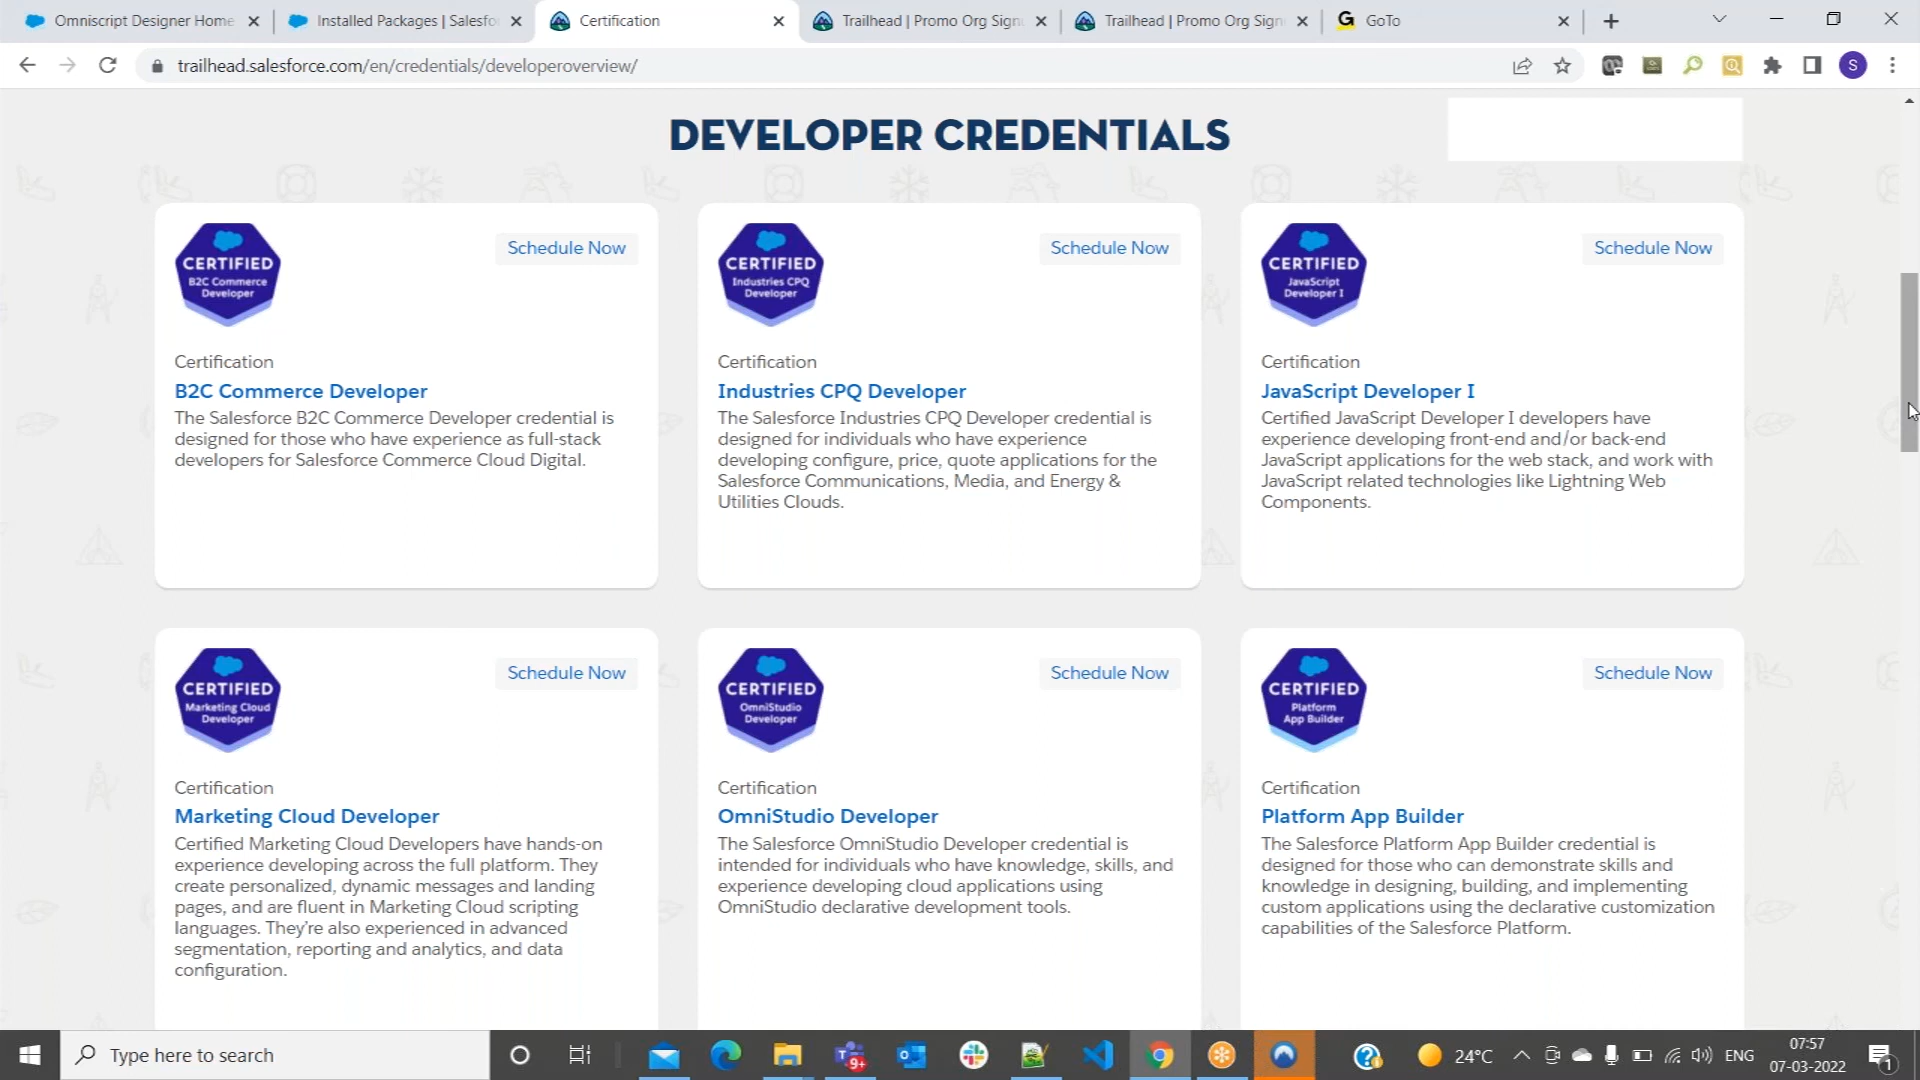 Omniscript Designer Home
Installed Packages | Salesfo
Certification
Trailhead | Promo Org Sign
Trailhead | Promo Org Sign
GoTo
trailhead.salesforce.com/en/credentials/developeroverview/
S
DEVELOPER CREDENTIALS
CERTIFIED
B2C Commerce
Developer
Schedule Now
Certification
B2C Commerce Developer
The Salesforce B2C Commerce Developer credential is
designed for those who have experience as full-stack
developers for Salesforce Commerce Cloud Digital.
CERTIFIED
Industries CPQ
Developer
Schedule Now
Certification
Industries CPQ Developer
The Salesforce Industries CPQ Developer credential is
designed for individuals who have experience
developing configure, price, quote applications for the
Salesforce Communications, Media, and Energy &
Utilities Clouds.
CERTIFIED
JavaScript
Developer I
Schedule Now
Certification
JavaScript Developer I
Certified JavaScript Developer I developers have
experience developing front-end and/or back-end
JavaScript applications for the web stack, and work with
JavaScript related technologies like Lightning Web
Components.
CERTIFIED
Marketing Cloud
Developer
Schedule Now
Certification
Marketing Cloud Developer
Certified Marketing Cloud Developers have hands-on
experience developing across the full platform. They
create personalized, dynamic messages and landing
pages, and are fluent in Marketing Cloud scripting
languages. They're also experienced in advanced
segmentation, reporting and analytics, and data
configuration.
CERTIFIED
OmniStudio
Developer
Schedule Now
Certification
OmniStudio Developer
The Salesforce OmniStudio Developer credential is
intended for individuals who have knowledge, skills, and
experience developing cloud applications using
OmniStudio declarative development tools.
CERTIFIED
Platform
App Builder
Schedule Now
Certification
Platform App Builder
The Salesforce Platform App Builder credential is
designed for those who can demonstrate skills and
knowledge in designing, building, and implementing
custom applications using the declarative customization
capabilities of the Salesforce Platform.
Type here to search
9+
24°C
ENG
07:57
07-03-2022
1